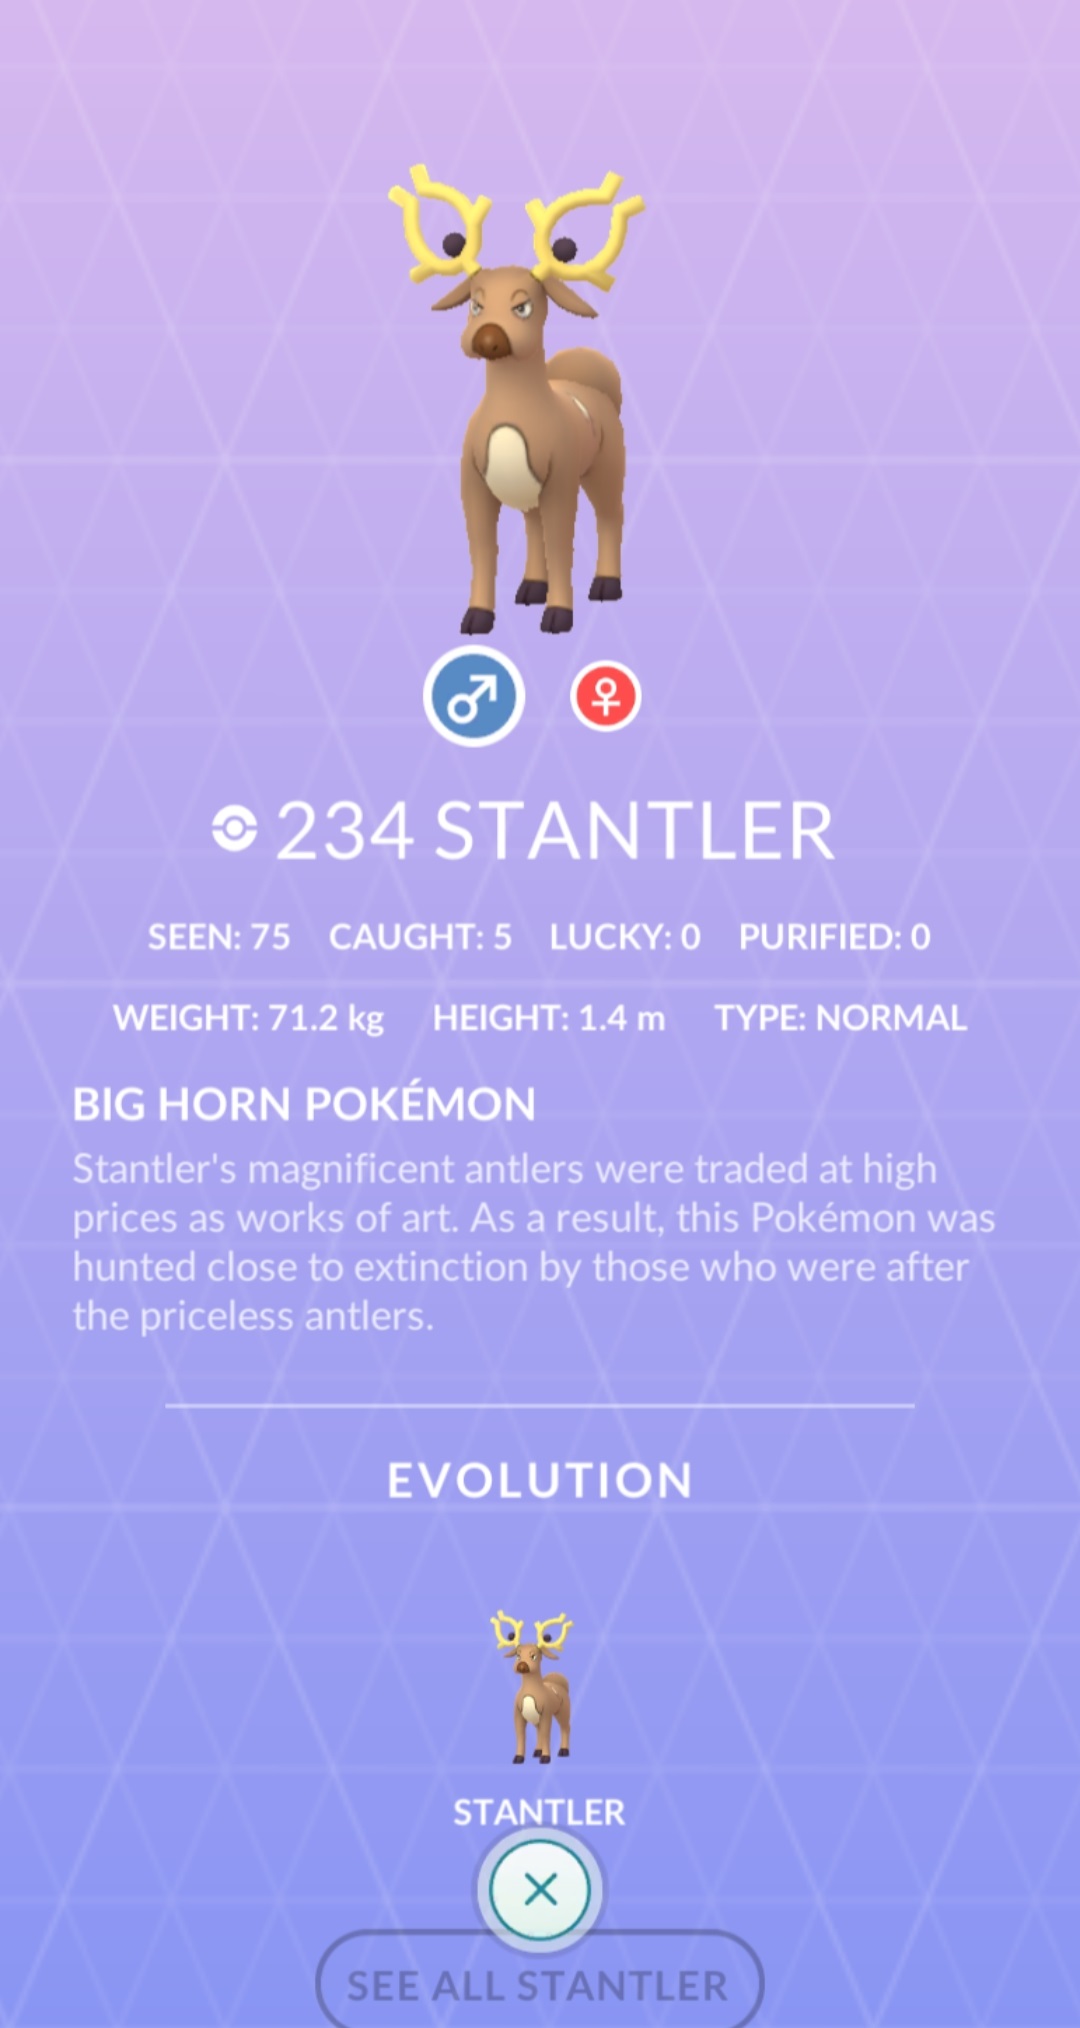 234 STANTLER
SEEN: 75 CAUGHT: 5 LUCKY: 0 PURIFIED: 0
WEIGHT: 71.2 kg HEIGHT: 1.4 m TYPE: NORMAL
BIG HORN POKÉMON
Stantler's magnificent antlers were traded at high
prices as works of art. As a result, this Pokémon was
hunted close to extinction by those who were after
the priceless antlers.
EVOLUTION
STANTLER
SEE ALL STANTLER